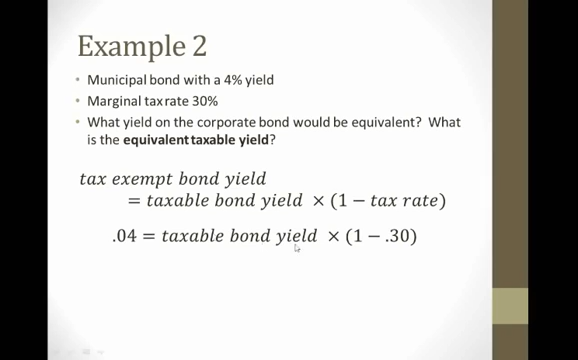 Example 2
• Municipal bond with a 4% yield
• Marginal tax rate 30%
• What yield on the corporate bond would be equivalent? What
is the equivalent taxable yield?
tax exempt bond yield
= taxable bond yield × (1 − tax rate)
.04 = taxable bond yield × (1 − .30)